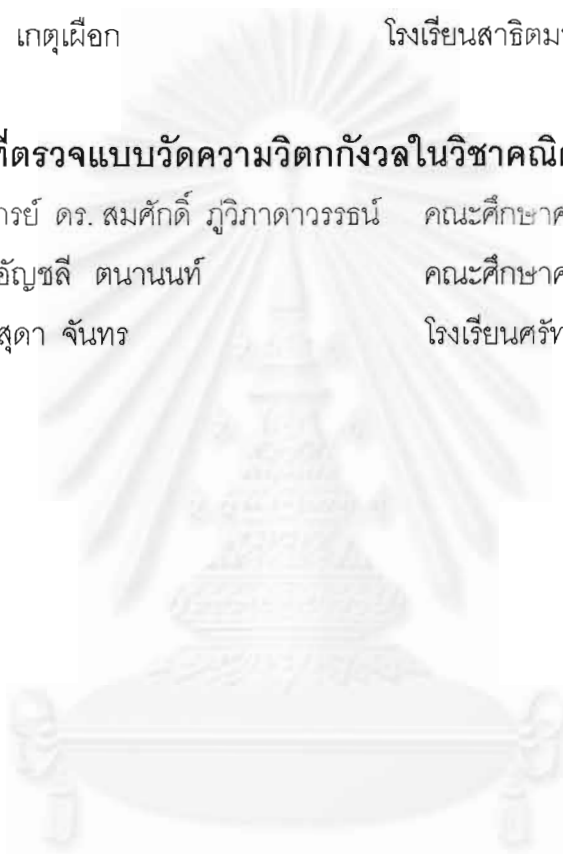 เกตุเผือก โรงเรียนสาธิตม
ที่ตรวจแบบวัดความวิตกกังวลในวิชาคณิต
ารย์ ดร. สมศักดิ์ ภู่วิภาดาวรรธน์ คณะศึกษาศ
อัญชลี ตนานนท์ คณะศึกษาศ
สุดา จันทร โรงเรียนศรัท